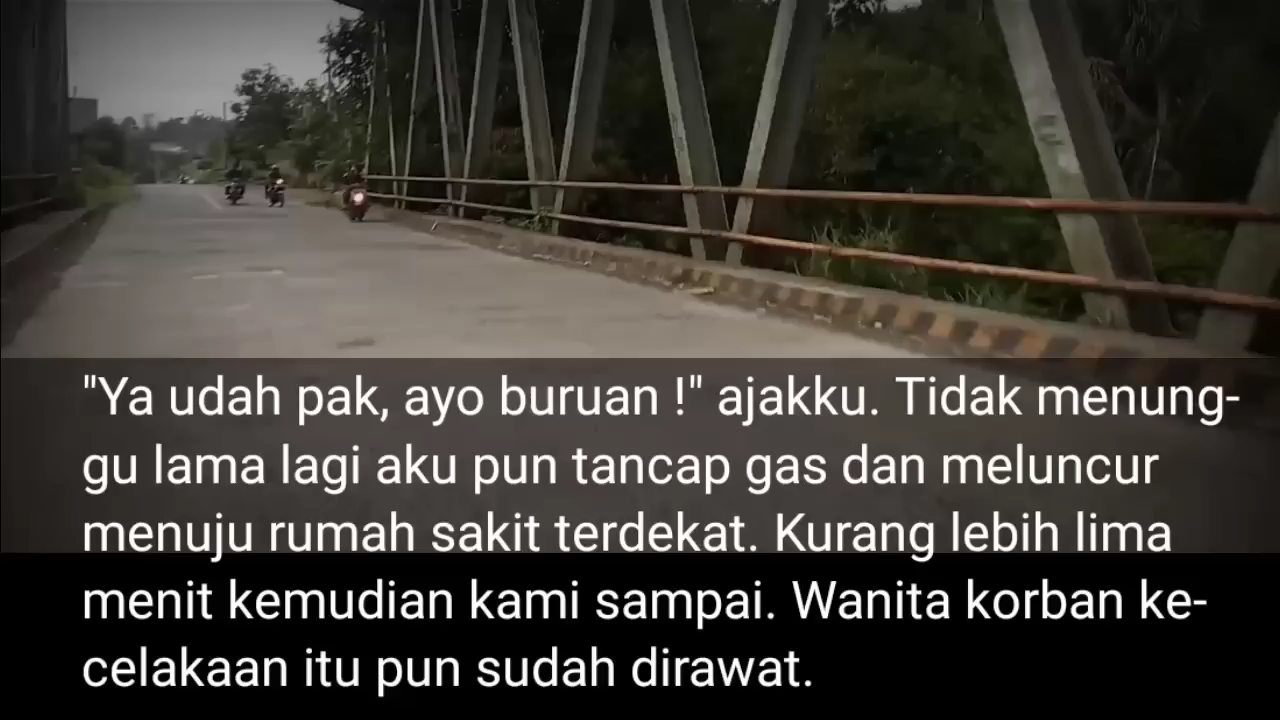 "Ya udah pak, ayo buruan !" ajakku. Tidak menung-
gu lama lagi aku pun tancap gas dan meluncur
menuju rumah sakit terdekat. Kurang lebih lima
menit kemudian kami sampai. Wanita korban ke-
celakaan itu pun sudah dirawat.